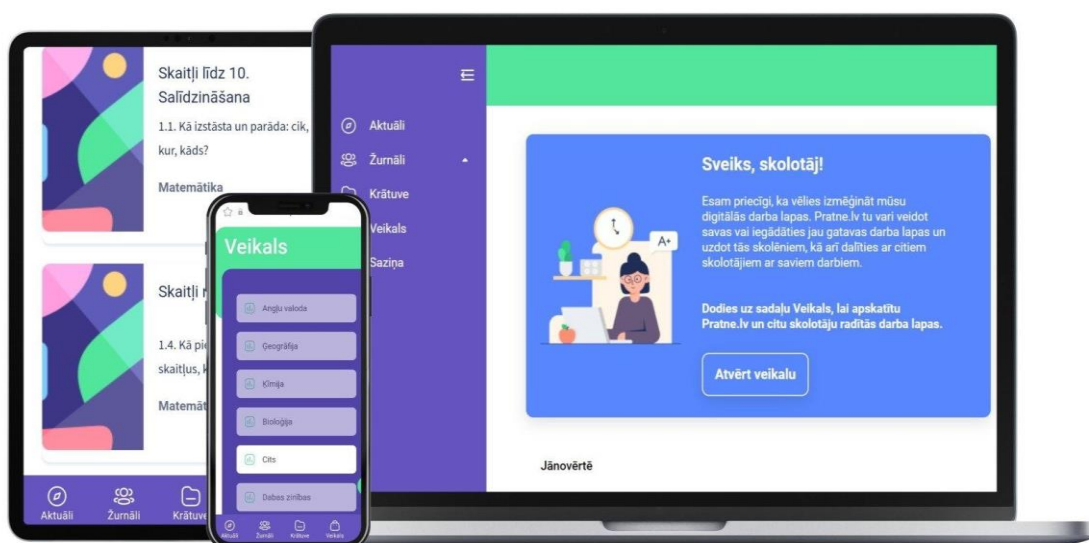 Skaitļi līdz 10.
Salīdzināšana
1.1. Kā izstāsta un parāda: cik,
kur, kāds?
Matemātika
Skaitļi
1.4. Kā
skaitļus,
Aktuāli
Žurnāli
Krātuve
Veikals
Angļu valoda
Ģeogrāfija
Ķīmija
Bioloģija
Cits
Dabas zinības
Aktuāli
Žurnāli
Krātuve
Veikals
Aktuāli
Žurnāli
Krātuve
Veikals
Saziņa
A+
Sveiks, skolotāj!
Esam priecīgi, ka vēlies izmēģināt mūsu
digitālās darba lapas. Pratne.lv tu vari veidot
savas vai iegādāties jau gatavas darba lapas un
uzdot tās skolēniem, kā arī dalīties ar citiem
skolotājiem ar saviem darbiem.
Dodies uz sadaļu Veikals, lai apskatītu
Pratne.lv un citu skolotāju radītās darba lapas.
Atvērt veikalu
Jānovērtē